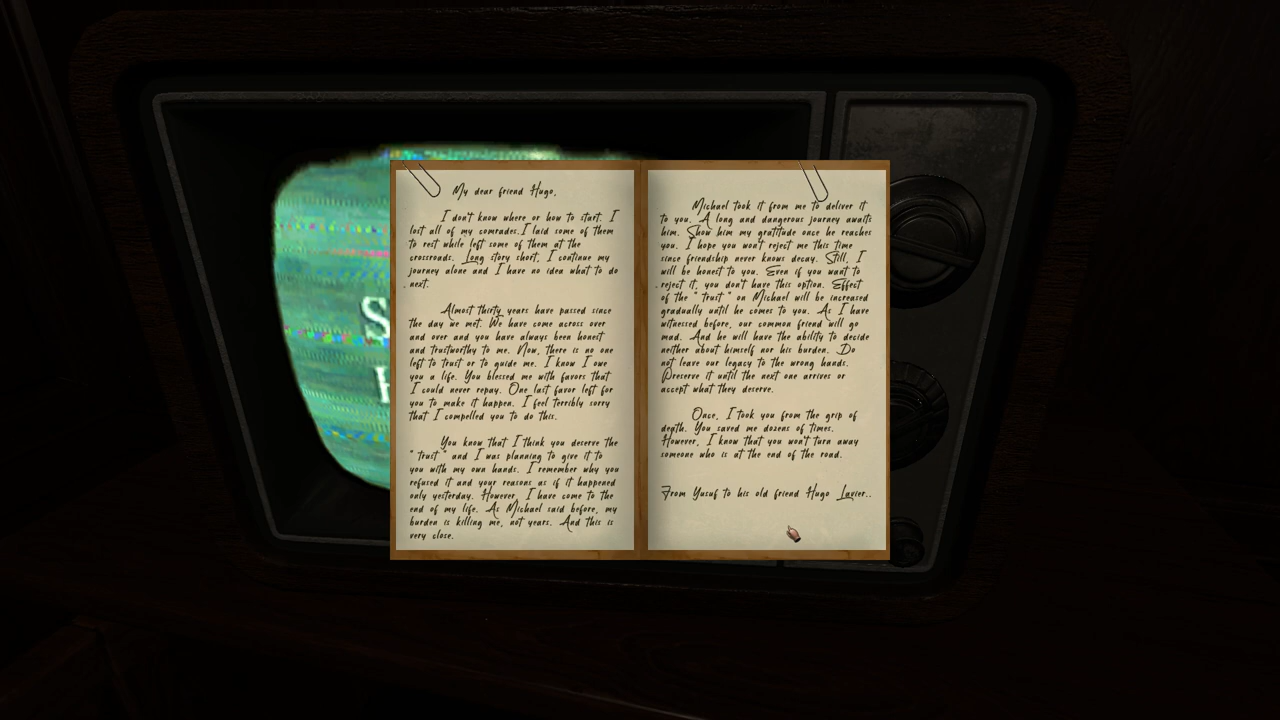 My dear friend Hugo,
I don't know where or how to start. I
lost all of my comrades.I laid some of them
to rest while left some of them at the
crossroads. Long story short, I continue my
journey alone and I have no idea what to do
next.
Almost thirty years have passed since
the day we met. We have come across over
and over and you have always been honest
and trustworthy to me. Now, there is no one
left to trust or to guide me. I know I owe
you a life. You blessed me with favors that
I could never repay. One last favor left for
you to make it happen. I feel terribly sorry
that I compelled you to do this.
You know that I think you deserve the
"trust" and I was planning to give it to
you with my own hands. I remember why you
refused it and your reasons as if it happened
only yesterday. However, I have come to the
end of my life. As Michael said before, my
burden is killing me, not years. And this is
very close.
Michael took it from me to deliver it
to you. A long and dangerous journey awaits
him. Show him my gratitude once he reaches
you. I hope you won't reject me this time
since friendship never knows decay. Still, I
will be honest to you. Even if you want to
reject it, you don't have this option. Effect
of the "trust" on Michael will be increased
gradually until he comes to you. As I have
witnessed before, our common friend will go
mad. And he will have the ability to decide
neither about himself nor his burden. Do
not leave our legacy to the wrong hands.
Preserve it until the next one arrives or
accept what they deserve.
Once, I took you from the grip of
death. You saved me dozens of times.
However, I know that you won't turn away
someone who is at the end of the road.
From Yusuf to his old friend Hugo Lavier..